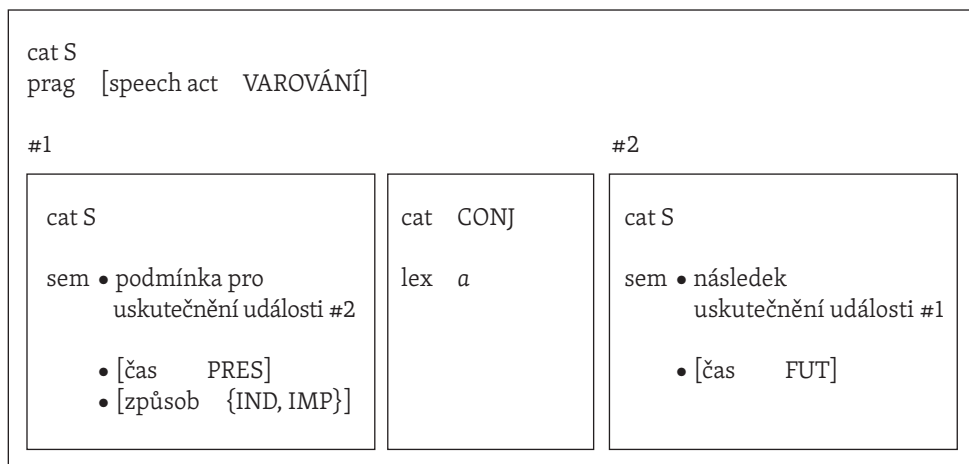 cat S
prag [speech act VAROVÁNÍ]
#1 #2
cat S
sem • podmínka pro
uskutečnění události #2
• [čas PRES]
• [způsob {IND, IMP}]
cat CONJ
lex a
cat S
sem • následek
uskutečnění události #1
• [čas FUT]